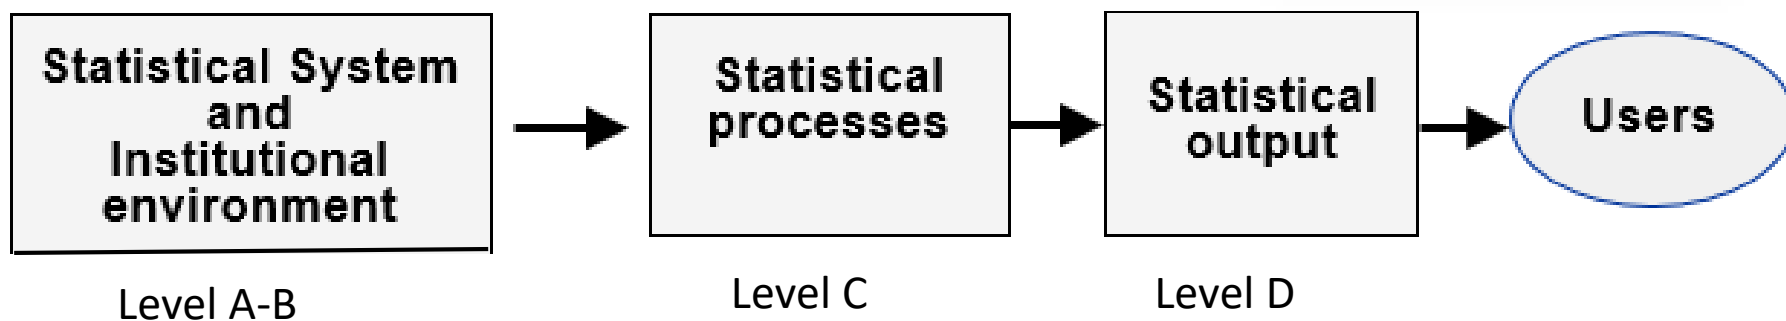 Statistical System
and
Institutional
environment
Statistical
processes
Statistical
output
Users
Level A-B
Level C
Level D